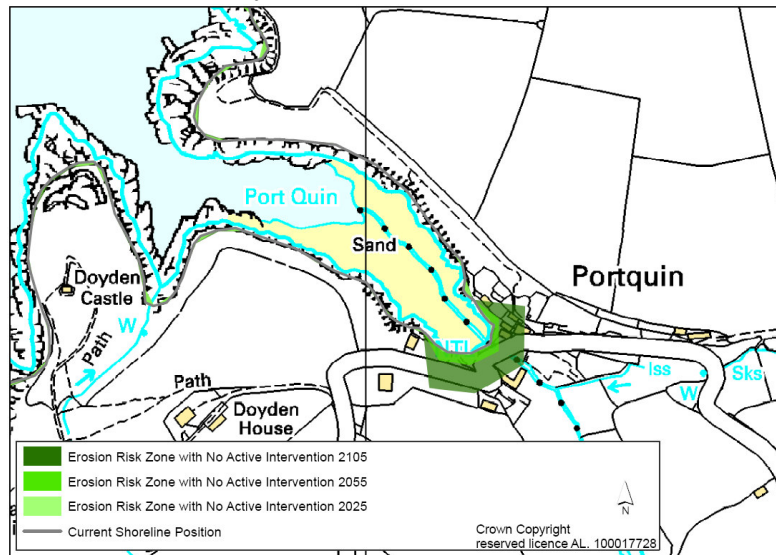 Port Quin
Sand
Portquin
Doyden
Castle
W
Path
NTL
Path
Iss
Sks
W
Doyden
House
Erosion Risk Zone with No Active Intervention 2105
Erosion Risk Zone with No Active Intervention 2055
Erosion Risk Zone with No Active Intervention 2025
Current Shoreline Position
N
Crown Copyright
reserved licence AL. 100017728